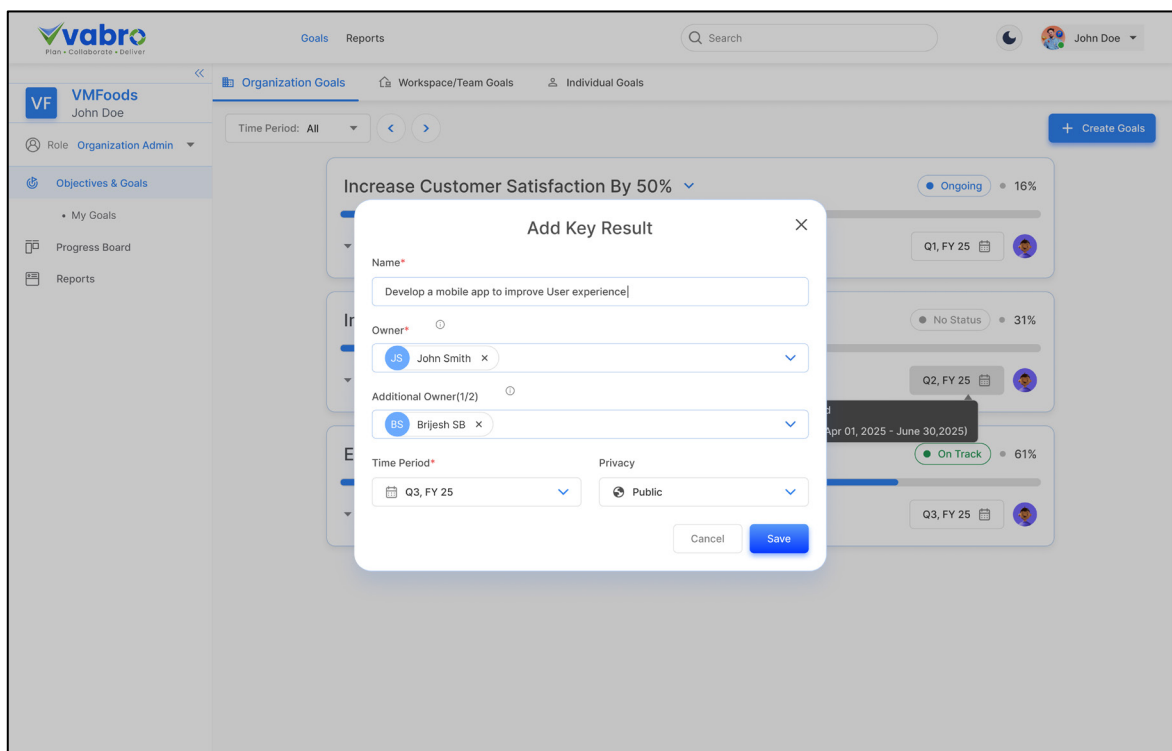 vabro
Plan • Collaborate • Deliver
Goals Reports
Search
John Doe
VF VMFoods
John Doe
Role Organization Admin
Objectives & Goals
• My Goals
Progress Board
Reports
Organization Goals Workspace/Team Goals Individual Goals
Time Period: All
+ Create Goals
Increase Customer Satisfaction By 50%
Ongoing 16%
Q1, FY 25
No Status 31%
Q2, FY 25
Apr 01, 2025 - June 30,2025)
On Track 61%
Q3, FY 25
Add Key Result
Name*
Develop a mobile app to improve User experience
Owner*
JS John Smith ×
Additional Owner(1/2)
BS Brijesh SB ×
Time Period* Privacy
Q3, FY 25 Public
Cancel Save